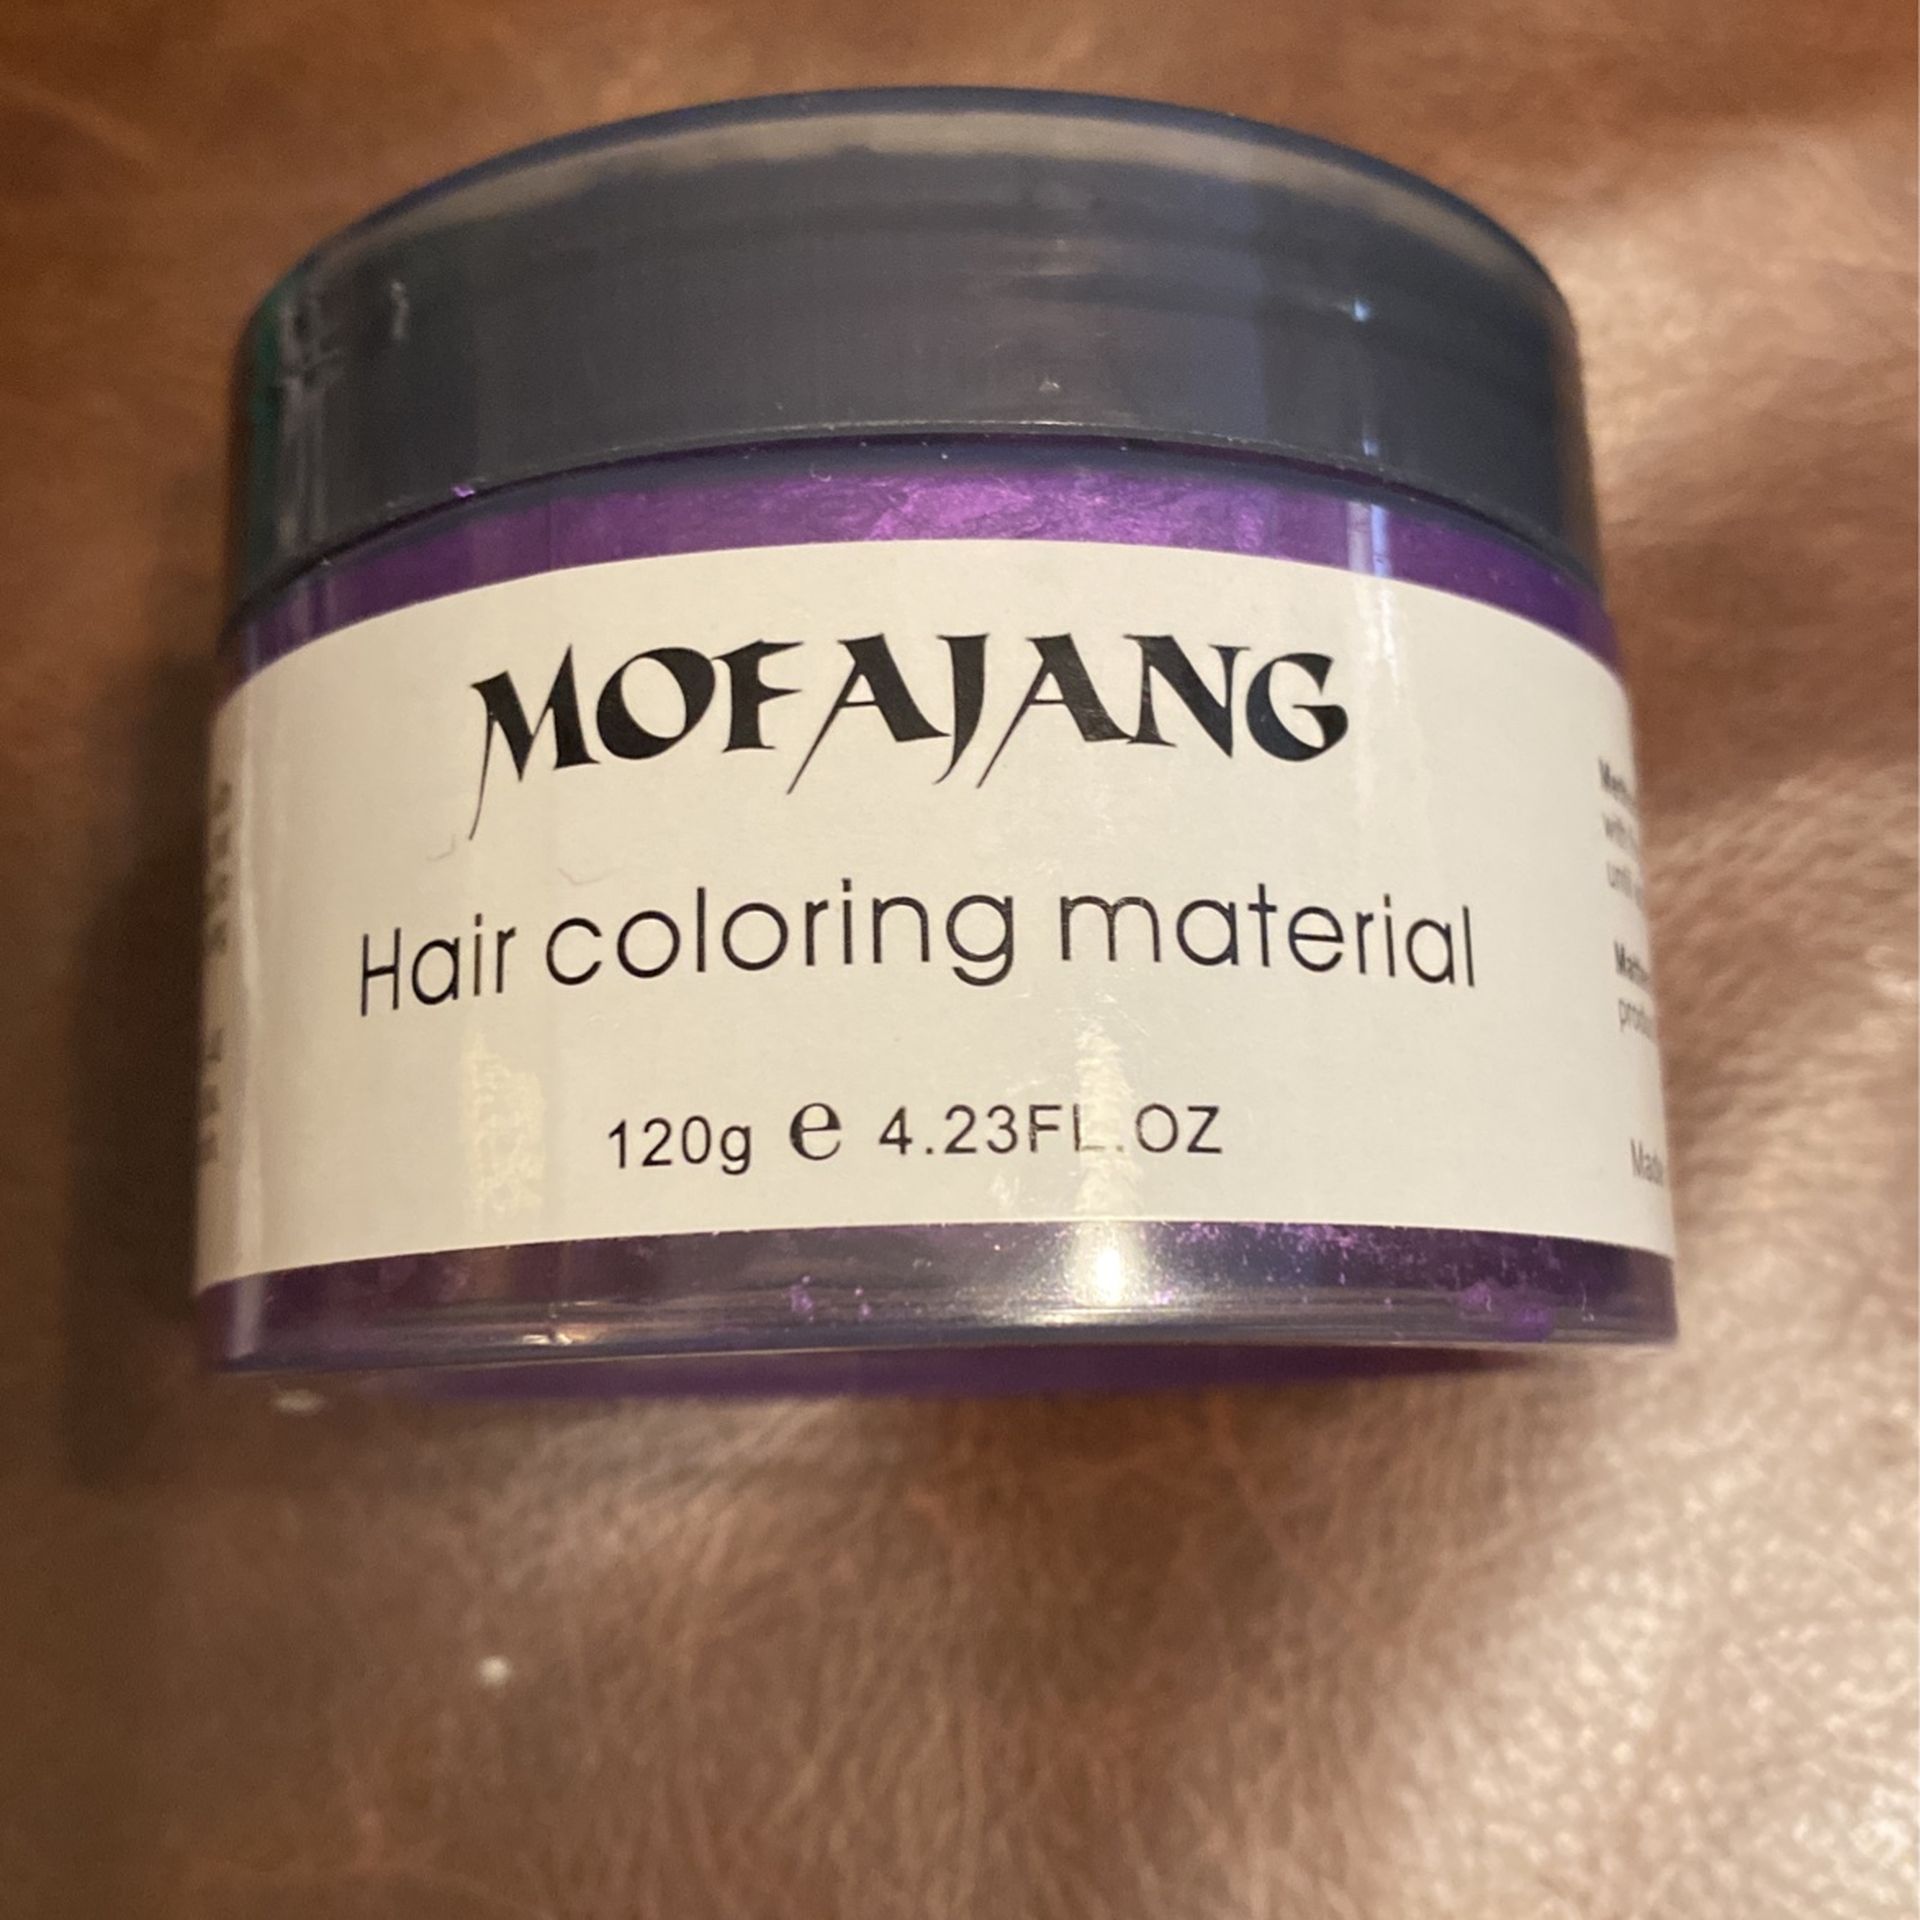 MOFAJANG
Hair coloring material
120g e 4.23FL.OZ